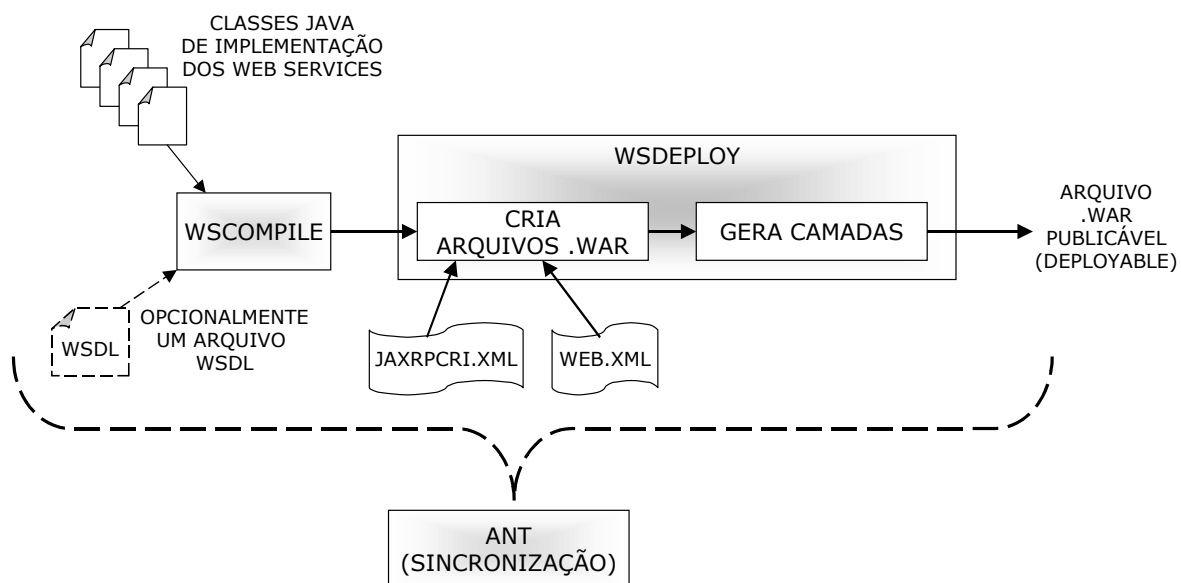 CLASSES JAVA
DE IMPLEMENTAÇÃO
DOS WEB SERVICES
WSDEPLOY
WSCOMPILE
CRIA
ARQUIVOS .WAR
GERA CAMADAS
ARQUIVO
.WAR
PUBLICÁVEL
(DEPLOYABLE)
WSDL
OPCIONALMENTE
UM ARQUIVO
WSDL
JAXRPCRI.XML
WEB.XML
ANT
(SINCRONIZAÇÃO)